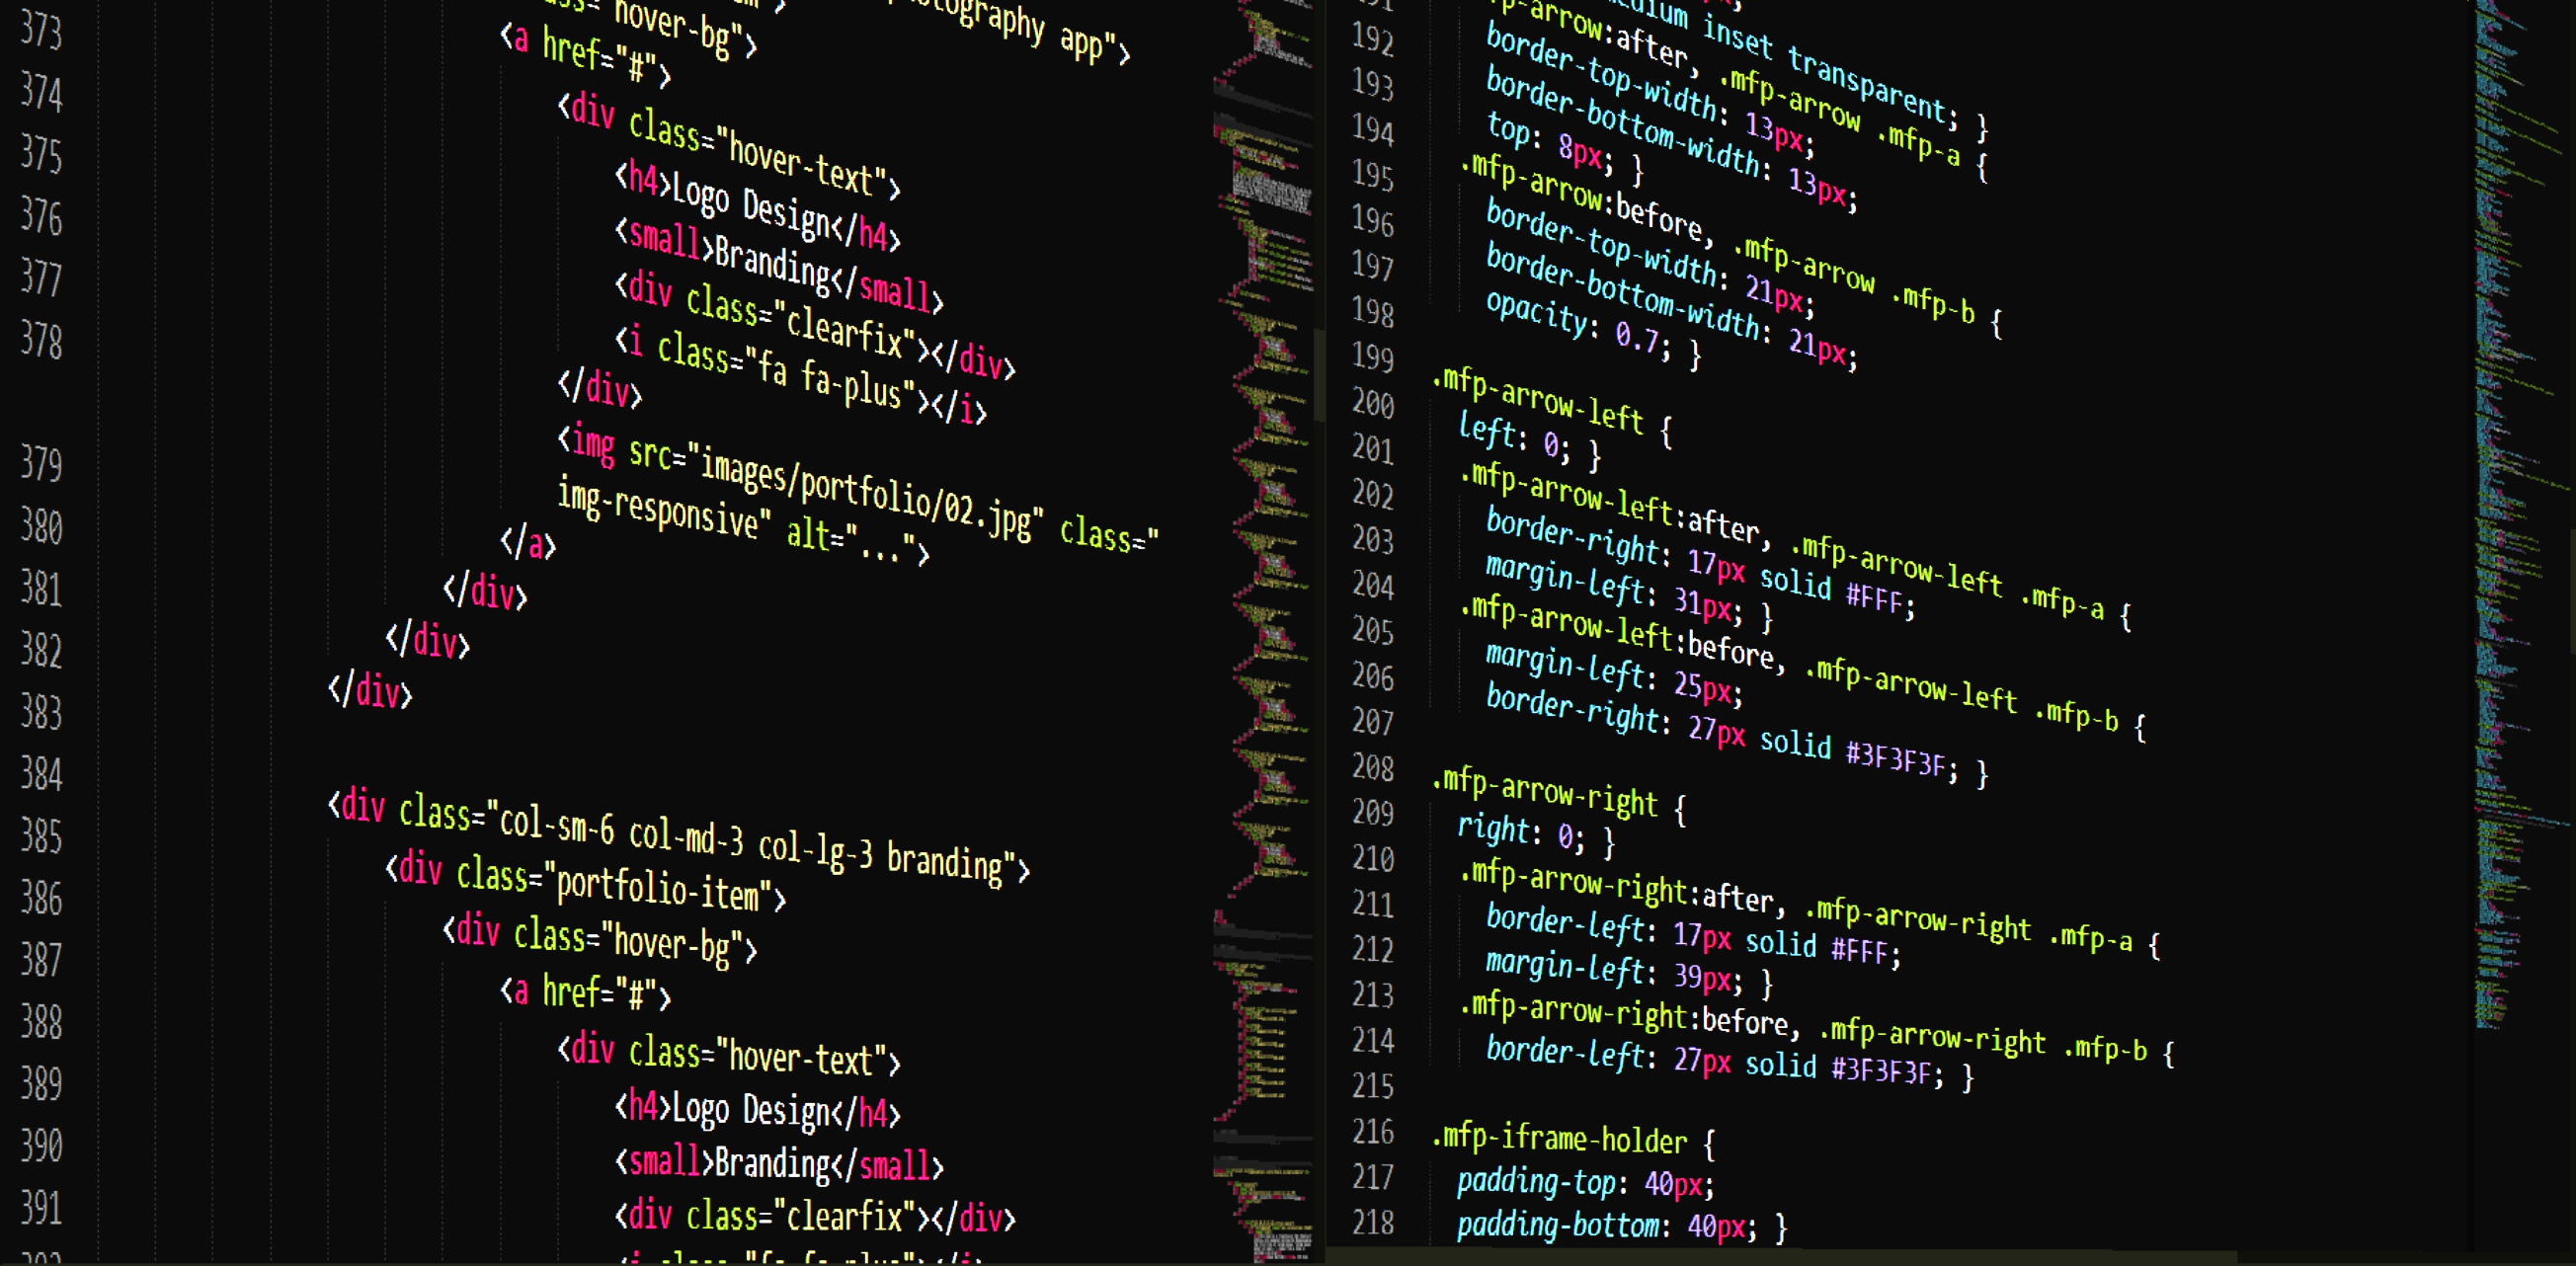 tography app">
hover-bg">
<a href="#">
<div class="hover-text">
<h4>Logo Design</h4>
<small>Branding</small>
<div class="clearfix"></div>
<i class="fa fa-plus"></i>
</div>
<img src="images/portfolio/02.jpg" class="
img-responsive" alt="...">
</a>
</div>
</div>
</div>
<div class="col-sm-6 col-md-3 col-lg-3 branding">
<div class="portfolio-item">
<div class="hover-bg">
<a href="#">
<div class="hover-text">
<h4>Logo Design</h4>
<small>Branding</small>
<div class="clearfix"></div>
373
374
375
376
377
378
379
380
381
382
383
384
385
386
387
388
389
390
391
inset transparent; }
mfp-arrow:after, .mfp-arrow .mfp-a {
border-top-width: 13px;
border-bottom-width: 13px;
top: 8px; }
.mfp-arrow:before, .mfp-arrow .mfp-b {
border-top-width: 21px;
border-bottom-width: 21px;
opacity: 0.7; }
.mfp-arrow-left {
left: 0; }
.mfp-arrow-left:after, .mfp-arrow-left .mfp-a {
border-right: 17px solid #FFF;
margin-left: 31px; }
.mfp-arrow-left:before, .mfp-arrow-left .mfp-b {
margin-left: 25px;
border-right: 27px solid #3F3F3F; }
.mfp-arrow-right {
right: 0; }
.mfp-arrow-right:after, .mfp-arrow-right .mfp-a {
border-left: 17px solid #FFF;
margin-left: 39px; }
.mfp-arrow-right:before, .mfp-arrow-right .mfp-b {
border-left: 27px solid #3F3F3F; }
.mfp-iframe-holder {
padding-top: 40px;
padding-bottom: 40px; }
192
193
194
195
196
197
198
199
200
201
202
203
204
205
206
207
208
209
210
211
212
213
214
215
216
217
218